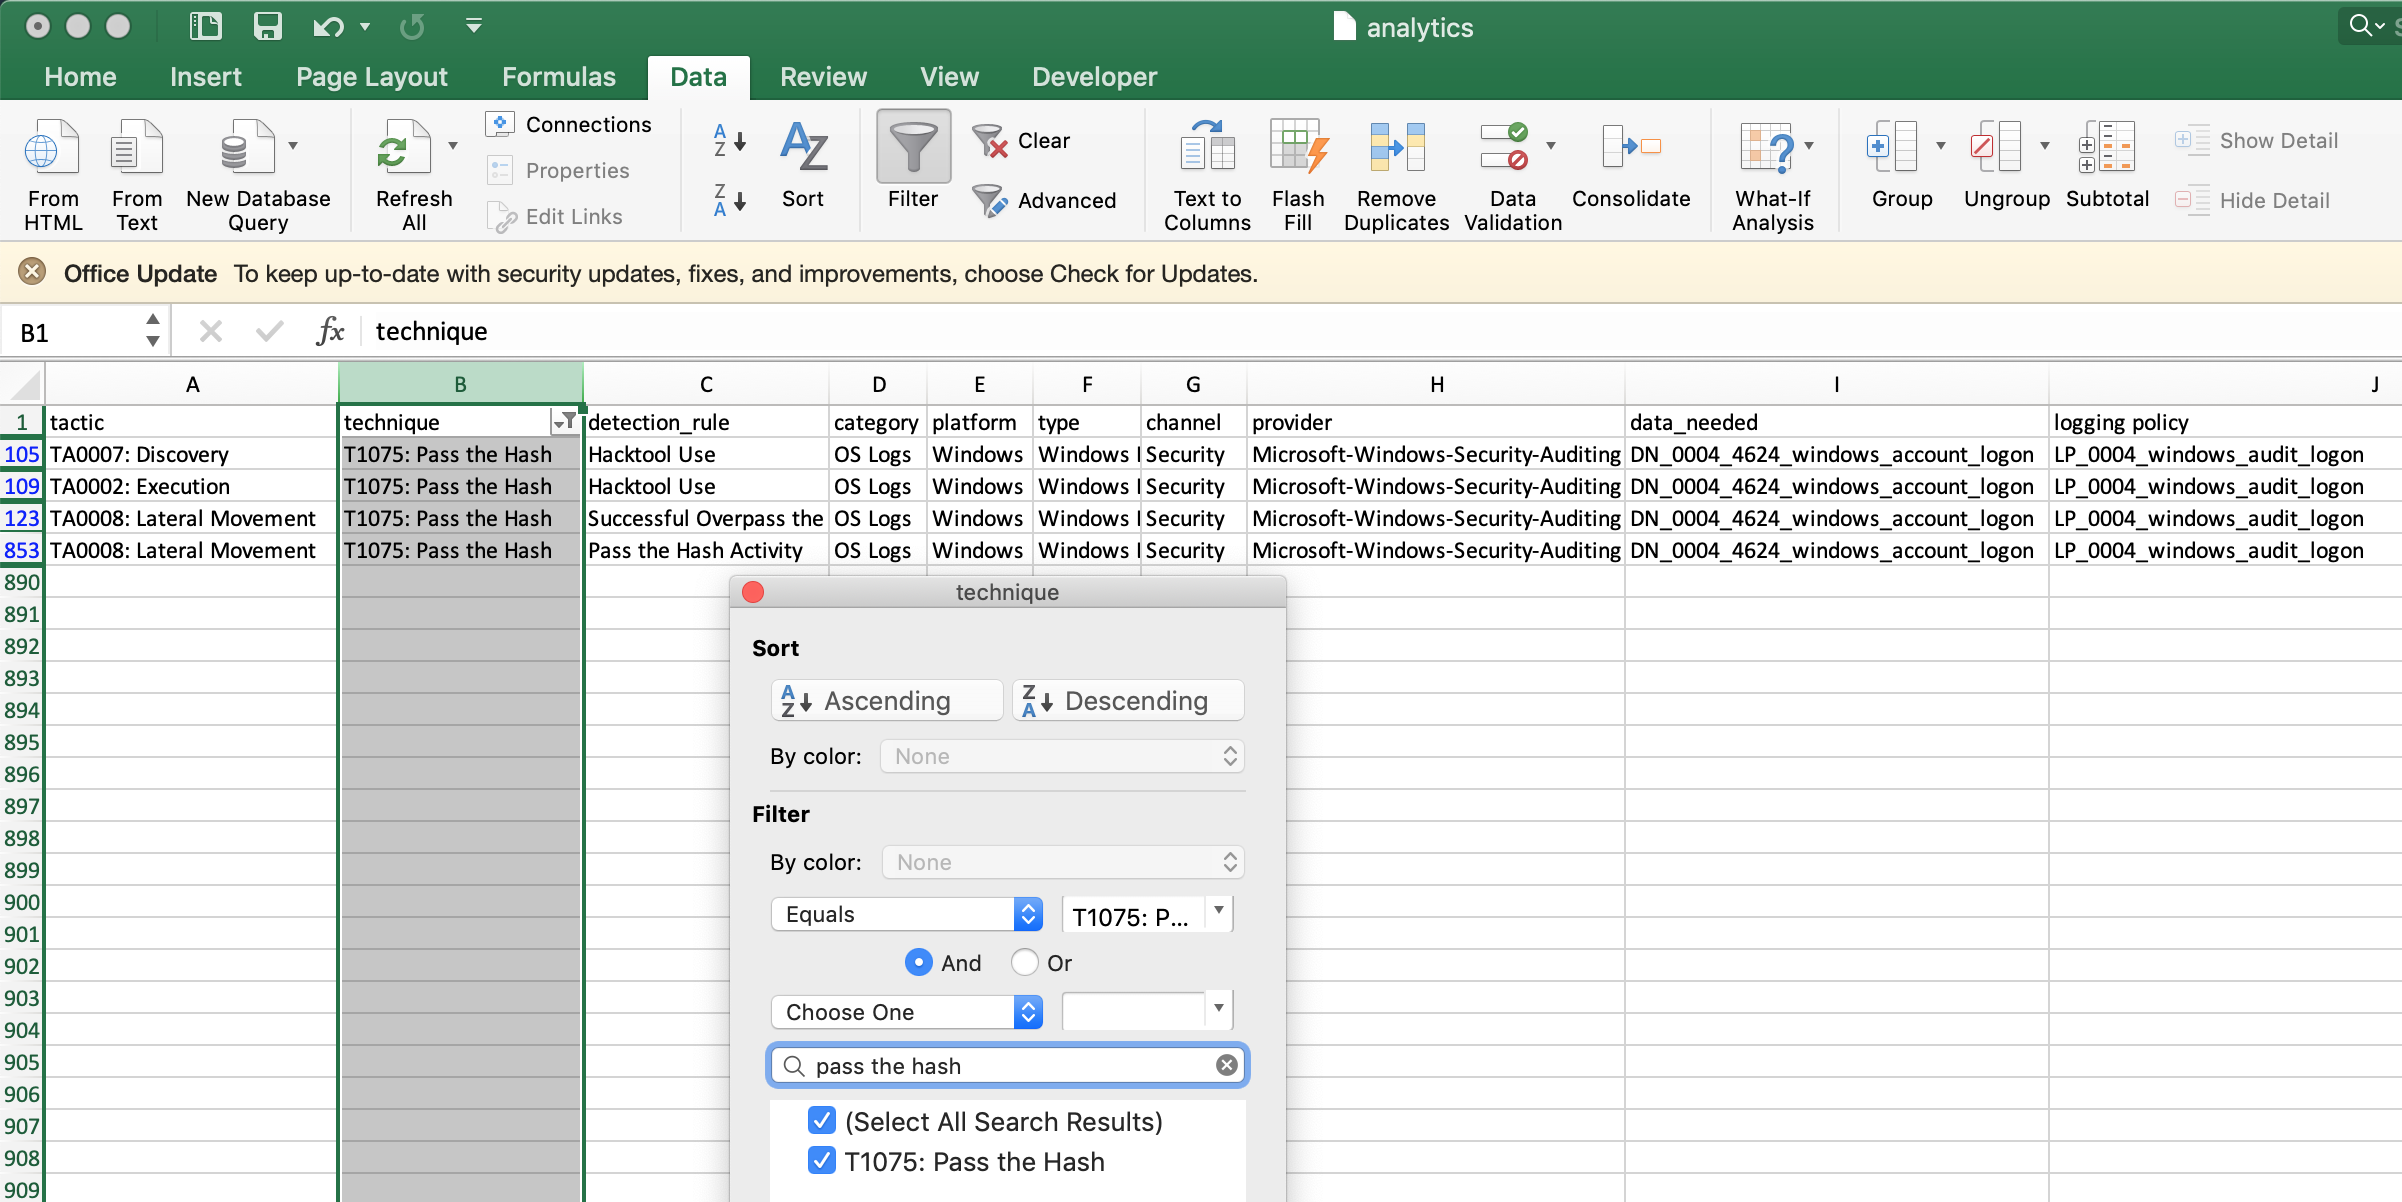 analytics
Home Insert Page Layout Formulas Data Review View Developer
From HTML
From Text
New Database Query
Refresh All
Connections
Properties
Edit Links
A Z
Z A
Sort
Filter
Clear
Advanced
Text to Columns
Flash Fill
Remove Duplicates
Data Validation
Consolidate
What-If Analysis
Group
Ungroup
Subtotal
Show Detail
Hide Detail
Office Update To keep up-to-date with security updates, fixes, and improvements, choose Check for Updates.
B1 fx technique
A B C D E F G H I J
1 tactic technique detection_rule category platform type channel provider data_needed logging policy
105 TA0007: Discovery T1075: Pass the Hash Hacktool Use OS Logs Windows Windows Security Microsoft-Windows-Security-Auditing DN_0004_4624_windows_account_logon LP_0004_windows_audit_logon
109 TA0002: Execution T1075: Pass the Hash Hacktool Use OS Logs Windows Windows Security Microsoft-Windows-Security-Auditing DN_0004_4624_windows_account_logon LP_0004_windows_audit_logon
123 TA0008: Lateral Movement T1075: Pass the Hash Successful Overpass the OS Logs Windows Windows Security Microsoft-Windows-Security-Auditing DN_0004_4624_windows_account_logon LP_0004_windows_audit_logon
853 TA0008: Lateral Movement T1075: Pass the Hash Pass the Hash Activity OS Logs Windows Windows Security Microsoft-Windows-Security-Auditing DN_0004_4624_windows_account_logon LP_0004_windows_audit_logon
890
891
892
893
894
895
896
897
898
899
900
901
902
903
904
905
906
907
908
909
technique
Sort
Ascending Descending
By color: None
Filter
By color: None
Equals T1075: P...
And Or
Choose One
pass the hash
(Select All Search Results)
T1075: Pass the Hash